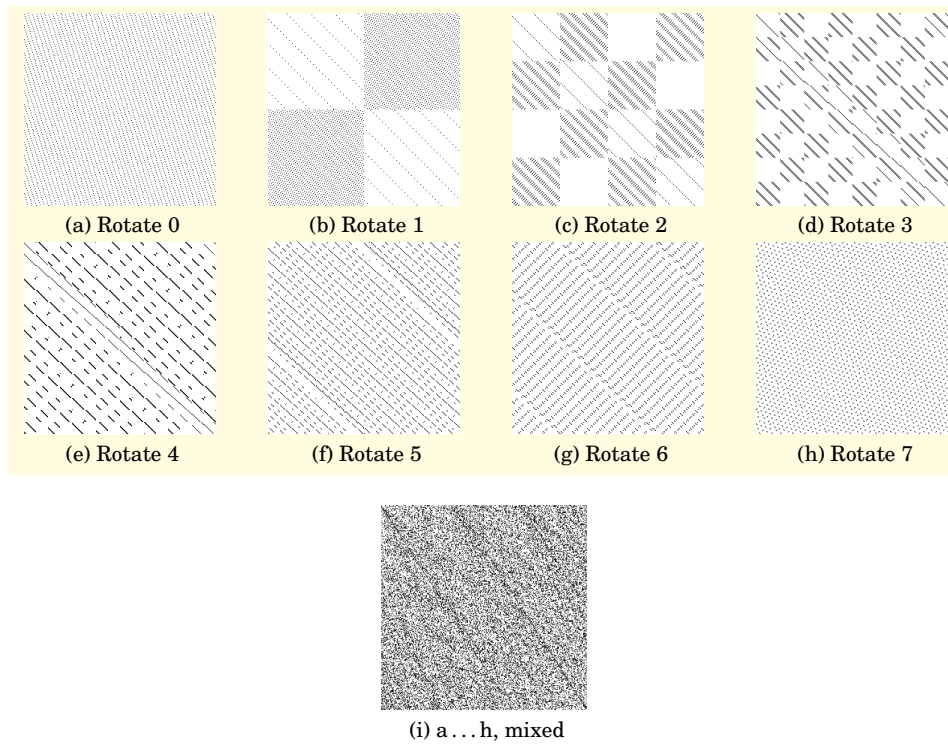 (a) Rotate 0
(b) Rotate 1
(c) Rotate 2
(d) Rotate 3
(e) Rotate 4
(f) Rotate 5
(g) Rotate 6
(h) Rotate 7
(i) a...h, mixed